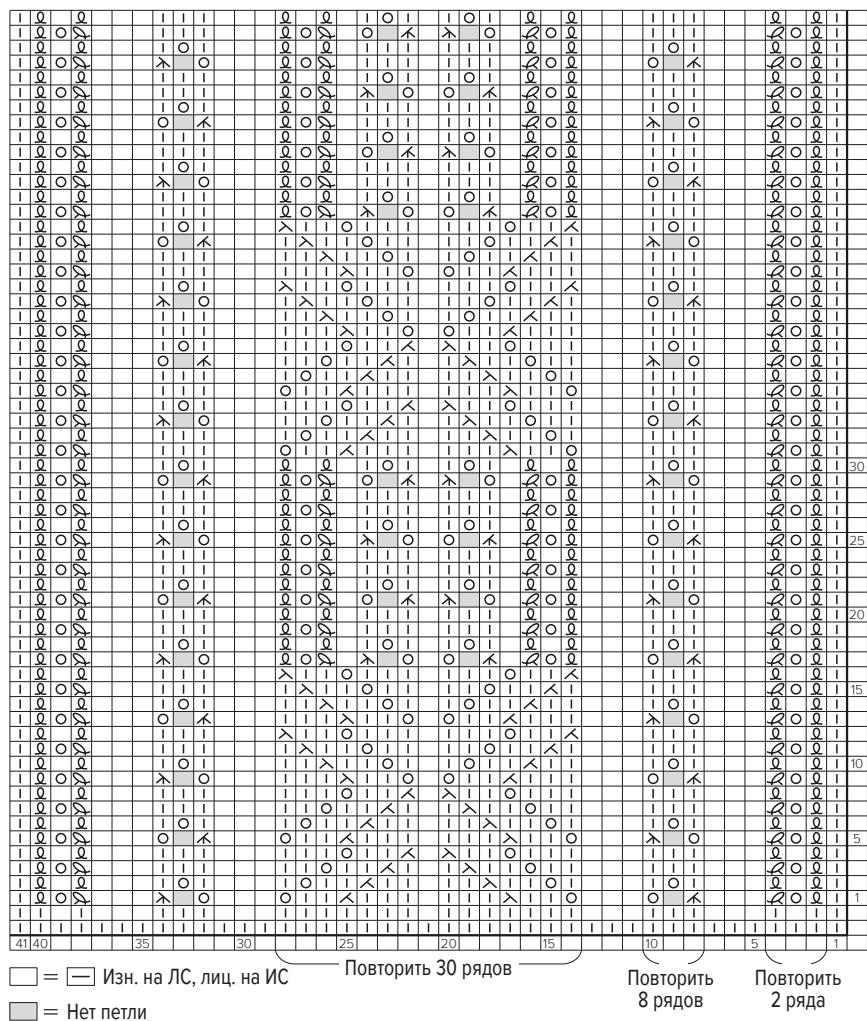 30
25
20
15
10
5
1
41 40 35 30 25 20 15 10 5 1
Повторить 30 рядов
Повторить
8 рядов
Повторить
2 ряда
= = Изн. на ЛС, лиц. на ИС
= Нет петли